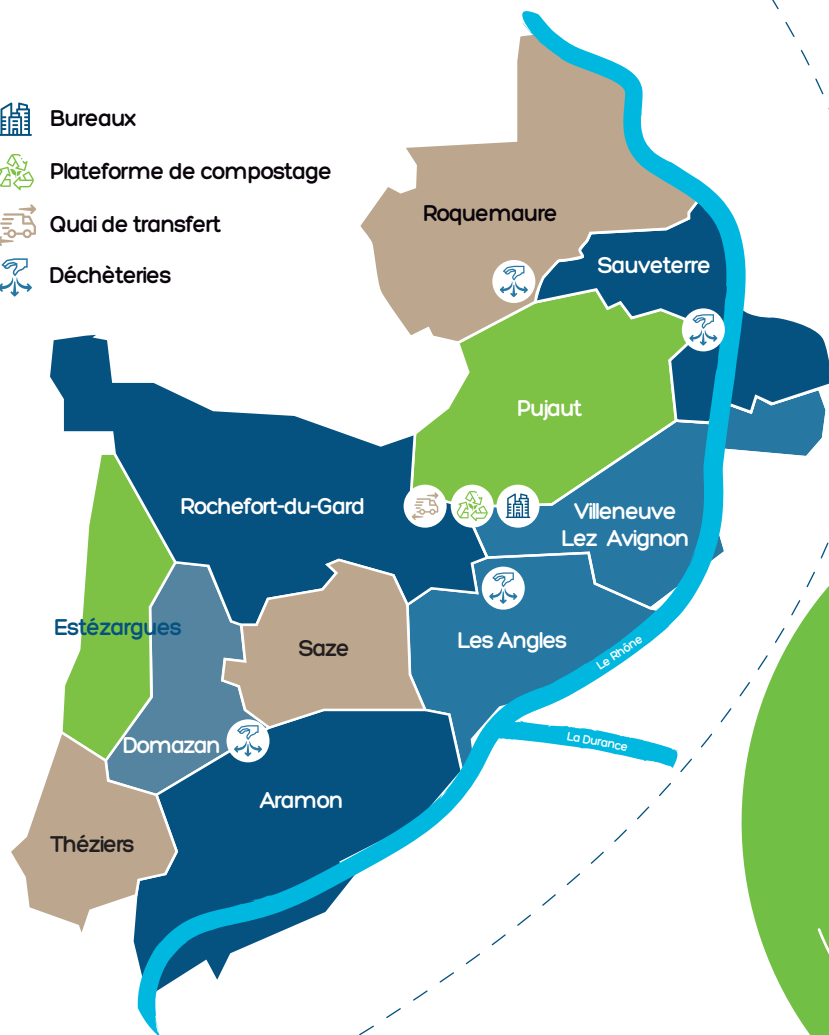 Bureaux
Plateforme de compostage
Quai de transfert
Déchèteries
Roquemaure
Sauveterre
Pujaut
Rochefort-du-Gard
Villeneuve
Lez Avignon
Estézargues
Saze
Les Angles
Le Rhône
La Durance
Domazan
Aramon
Théziers